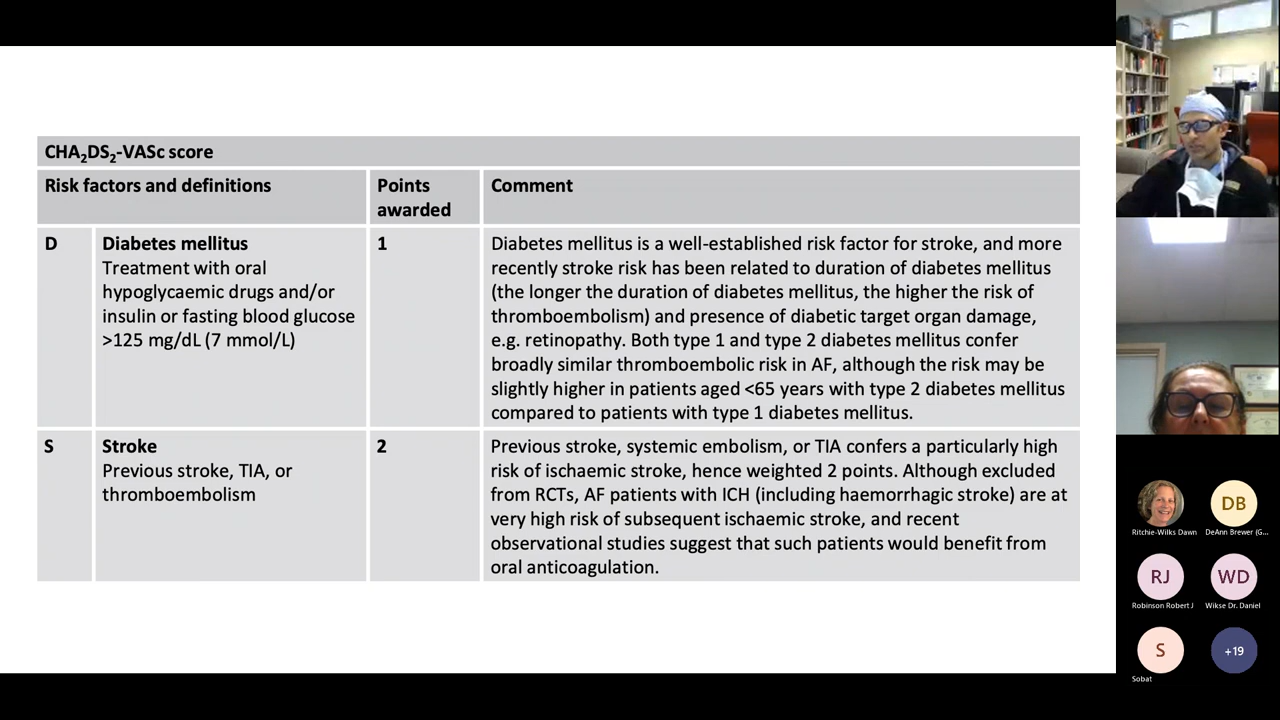 CHA₂DS₂-VASc score
Risk factors and definitions
Points
awarded
Comment
D
Diabetes mellitus
Treatment with oral
hypoglycaemic drugs and/or
insulin or fasting blood glucose
>125 mg/dL (7 mmol/L)
1
Diabetes mellitus is a well-established risk factor for stroke, and more
recently stroke risk has been related to duration of diabetes mellitus
(the longer the duration of diabetes mellitus, the higher the risk of
thromboembolism) and presence of diabetic target organ damage,
e.g. retinopathy. Both type 1 and type 2 diabetes mellitus confer
broadly similar thromboembolic risk in AF, although the risk may be
slightly higher in patients aged <65 years with type 2 diabetes mellitus
compared to patients with type 1 diabetes mellitus.
S
Stroke
Previous stroke, TIA, or
thromboembolism
2
Previous stroke, systemic embolism, or TIA confers a particularly high
risk of ischaemic stroke, hence weighted 2 points. Although excluded
from RCTs, AF patients with ICH (including haemorrhagic stroke) are at
very high risk of subsequent ischaemic stroke, and recent
observational studies suggest that such patients would benefit from
oral anticoagulation.
Ritchie-Wilks Dawn
DB
DeAnn Brewer (G...
RJ
Robinson Robert J
WD
Wikse Dr. Daniel
S
Sobat
+19